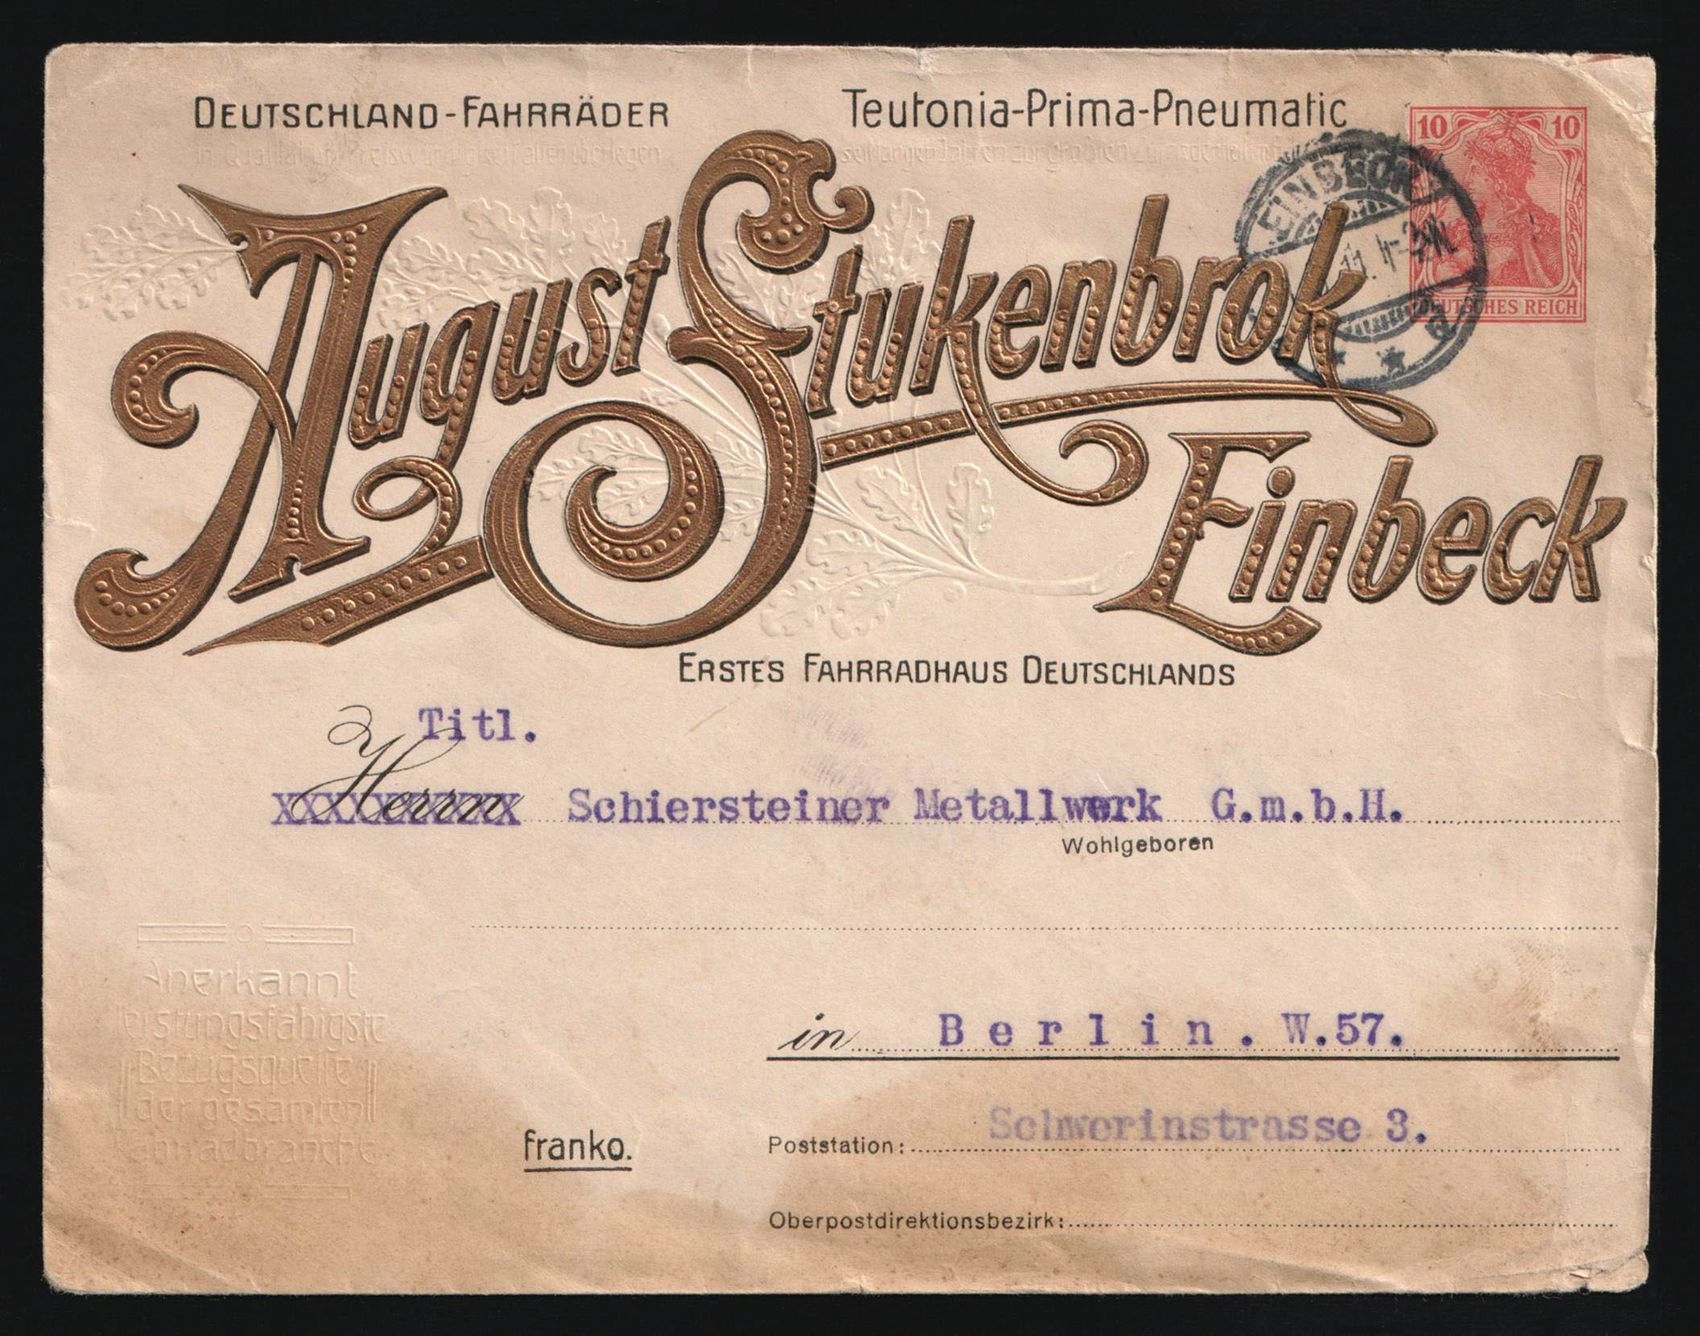 DEUTSCHLAND-FAHRRÄDER
Teutonia-Prima-Pneumatic
10 10
DEUTSCHES REICH
EINBECK
August Stukenbrok
Einbeck
ERSTES FAHRRADHAUS DEUTSCHLANDS
Titl.
Herrn Schiersteiner Metallwerk G.m.b.H.
Wohlgeboren
in Berlin. W.57.
Schwerinstrasse 3.
Poststation:
franko.
Oberpostdirektionsbezirk:
Anerkannt
leistungsfähigste
Bezugsquelle
der gesamten
Fahrradbranche